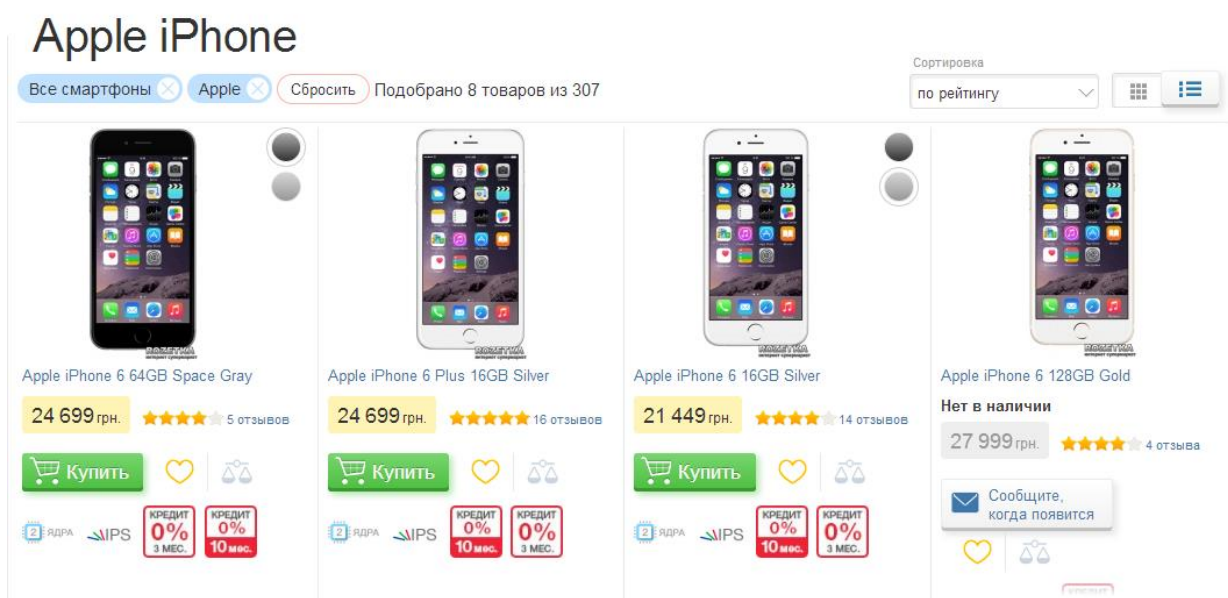 Apple iPhone
Все смартфоны
Apple
Сбросить
Подобрано 8 товаров из 307
Сортировка
по рейтингу
ROZETKA
ROZETKA
ROZETKA
ROZETKA
Apple iPhone 6 64GB Space Gray
24 699 грн.
5 отзывов
Купить
2 ЯДРА
IPS
КРЕДИТ
0%
3 МЕС.
КРЕДИТ
0%
10 мес.
Apple iPhone 6 Plus 16GB Silver
24 699 грн.
16 отзывов
Купить
2 ЯДРА
IPS
КРЕДИТ
0%
10 мес.
КРЕДИТ
0%
3 МЕС.
Apple iPhone 6 16GB Silver
21 449 грн.
14 отзывов
Купить
2 ЯДРА
IPS
КРЕДИТ
0%
10 мес.
КРЕДИТ
0%
3 МЕС.
Apple iPhone 6 128GB Gold
Нет в наличии
27 999 грн.
4 отзыва
Сообщите,
когда появится
КРЕДИТ